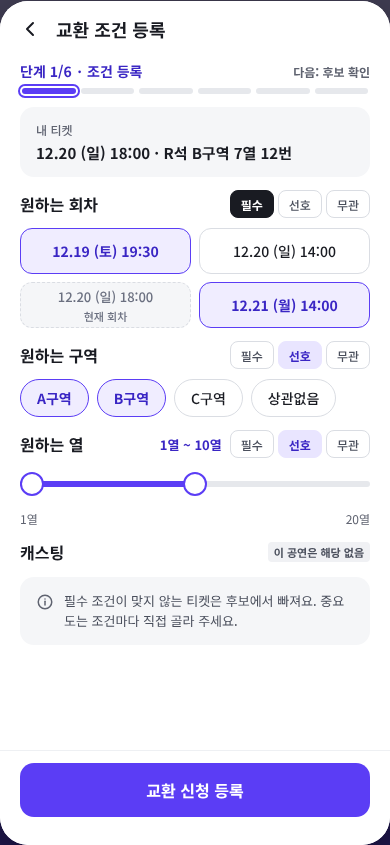 교환 조건 등록
단계 1/6 · 조건 등록
다음: 후보 확인
내 티켓
12.20 (일) 18:00 · R석 B구역 7열 12번
원하는 회차
필수
선호
무관
12.19 (토) 19:30
12.20 (일) 14:00
12.20 (일) 18:00
현재 회차
12.21 (월) 14:00
원하는 구역
필수
선호
무관
A구역
B구역
C구역
상관없음
원하는 열
1열 ~ 10열
필수
선호
무관
1열
20열
캐스팅
이 공연은 해당 없음
필수 조건이 맞지 않는 티켓은 후보에서 빠져요. 중요
도는 조건마다 직접 골라 주세요.
교환 신청 등록